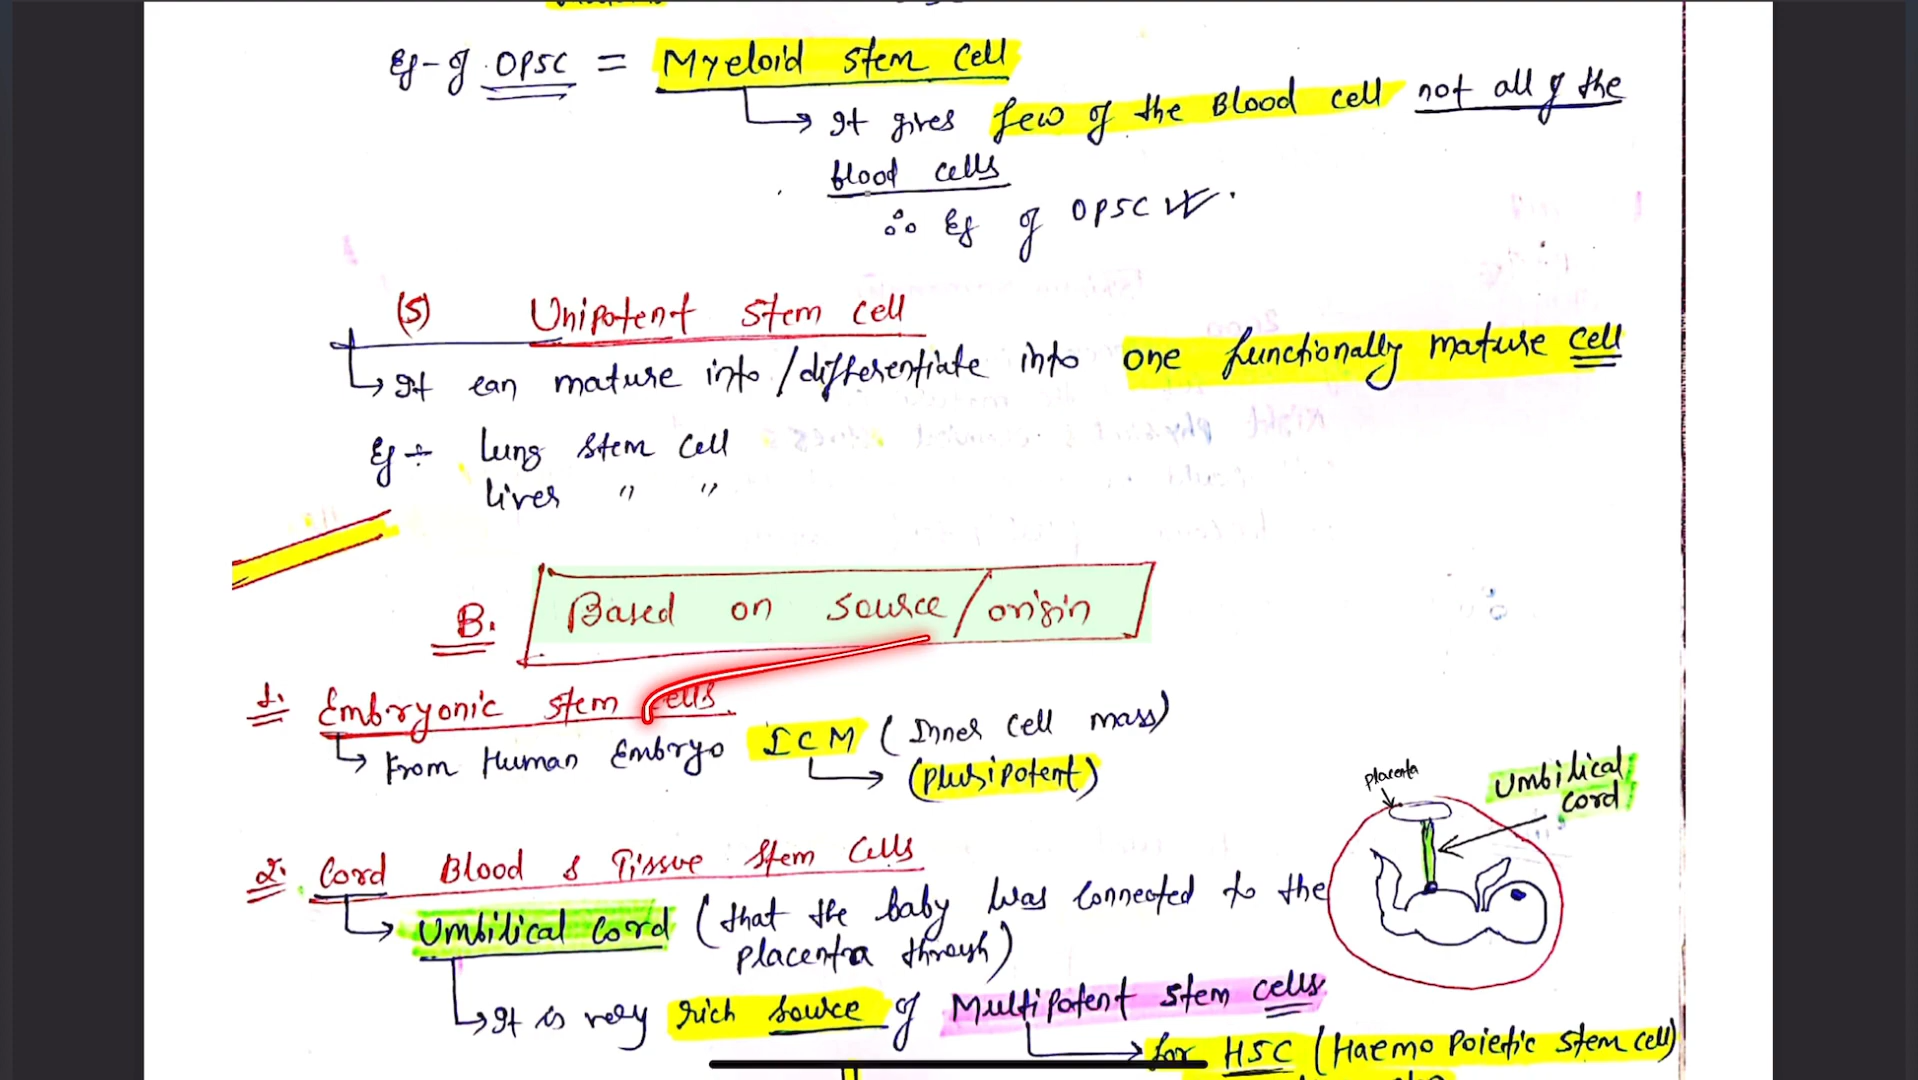 Eg - of OPSC = Myeloid Stem Cell
It gives few of the Blood cell not all of the
blood cells
∴ Eg of OPSC
(5) Unipotent Stem cell
It can mature into / differentiate into one functionally mature cell
Eg ÷ Lung Stem Cell
Liver " "
B. Based on source / origin
1. Embryonic stem cells.
From Human Embryo ICM (Inner cell mass)
(Pluripotent)
placenta
Umbilical
cord
2. Cord Blood & Tissue Stem Cells
Umbilical Cord (that the baby was connected to the
placentra through)
It is very rich source of Multipotent stem cells
for HSC (Haemo poietic stem cell)